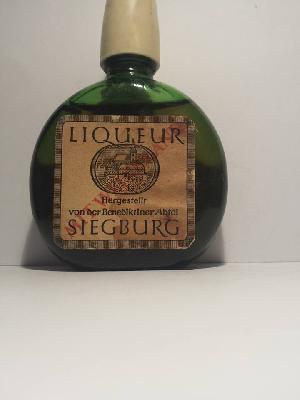 LIQUEUR
Hergestellt
von der Benediktiner-Abtei
SIEGBURG